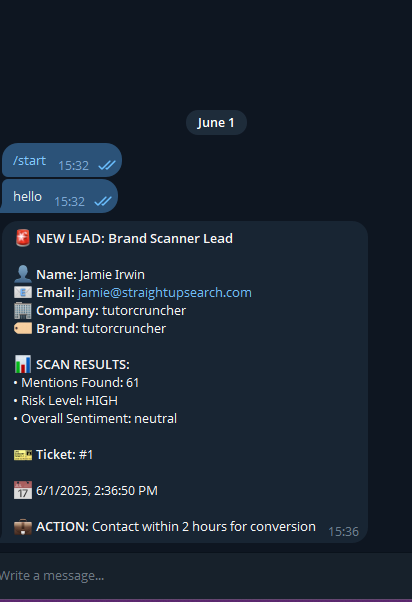 June 1
/start 15:32
hello 15:32
NEW LEAD: Brand Scanner Lead
Name: Jamie Irwin
Email: jamie@straightupsearch.com
Company: tutorcruncher
Brand: tutorcruncher
SCAN RESULTS:
• Mentions Found: 61
• Risk Level: HIGH
• Overall Sentiment: neutral
Ticket: #1
6/1/2025, 2:36:50 PM
ACTION: Contact within 2 hours for conversion 15:36
Write a message...